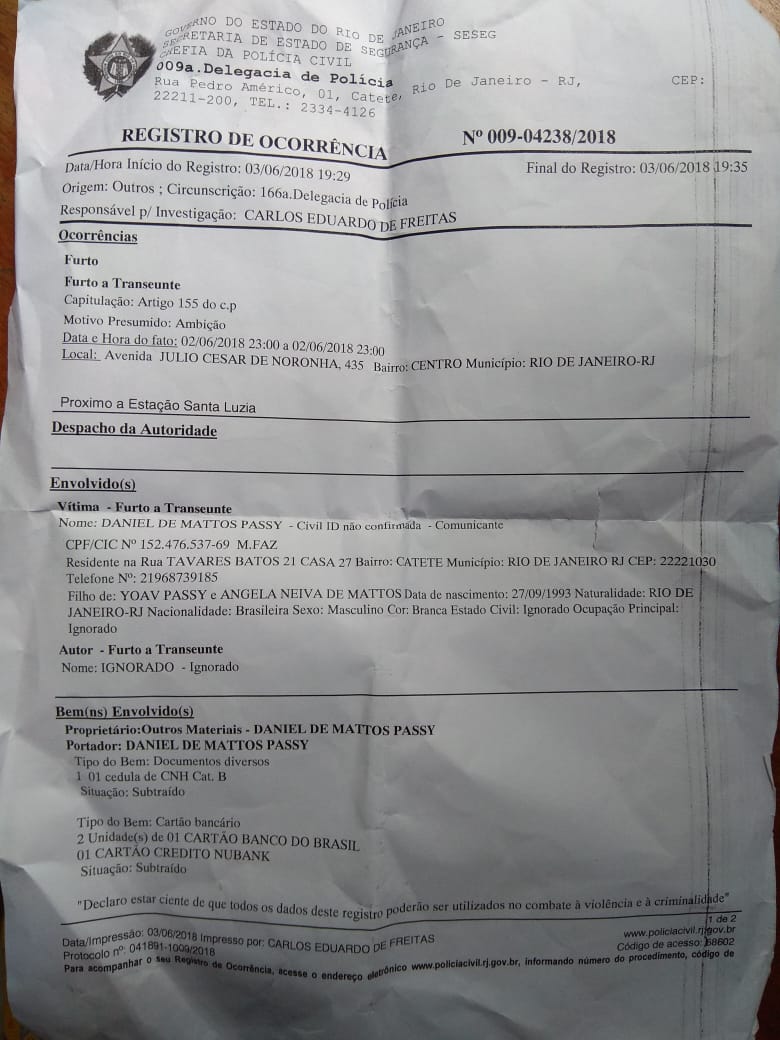 GOVERNO DO ESTADO DO RIO DE JANEIRO
SECRETARIA DE ESTADO DE SEGURANÇA - SESEG
CHEFIA DA POLÍCIA CIVIL
009a.Delegacia de Polícia
Rua Pedro Américo, 01, Catete, Rio De Janeiro - RJ, CEP:
22211-200, TEL.: 2334-4126
REGISTRO DE OCORRÊNCIA Nº 009-04238/2018
Data/Hora Início do Registro: 03/06/2018 19:29 Final do Registro: 03/06/2018 19:35
Origem: Outros ; Circunscrição: 166a.Delegacia de Polícia
Responsável p/ Investigação: CARLOS EDUARDO DE FREITAS
Ocorrências
Furto
Furto a Transeunte
Capitulação: Artigo 155 do c.p
Motivo Presumido: Ambição
Data e Hora do fato: 02/06/2018 23:00 a 02/06/2018 23:00
Local: Avenida JULIO CESAR DE NORONHA, 435 Bairro: CENTRO Município: RIO DE JANEIRO-RJ
Proximo a Estação Santa Luzia
Despacho da Autoridade
Envolvido(s)
Vítima - Furto a Transeunte
Nome: DANIEL DE MATTOS PASSY - Civil ID não confirmada - Comunicante
CPF/CIC Nº 152.476.537-69 M.FAZ
Residente na Rua TAVARES BATOS 21 CASA 27 Bairro: CATETE Município: RIO DE JANEIRO RJ CEP: 22221030
Telefone Nº: 21968739185
Filho de: YOAV PASSY e ANGELA NEIVA DE MATTOS Data de nascimento: 27/09/1993 Naturalidade: RIO DE
JANEIRO-RJ Nacionalidade: Brasileira Sexo: Masculino Cor: Branca Estado Civil: Ignorado Ocupação Principal:
Ignorado
Autor - Furto a Transeunte
Nome: IGNORADO - Ignorado
Bem(ns) Envolvido(s)
Proprietário:Outros Materiais - DANIEL DE MATTOS PASSY
Portador: DANIEL DE MATTOS PASSY
Tipo do Bem: Documentos diversos
1 01 cedula de CNH Cat. B
Situação: Subtraído
Tipo do Bem: Cartão bancário
2 Unidade(s) de 01 CARTÃO BANCO DO BRASIL
01 CARTÃO CREDITO NUBANK
Situação: Subtraído
"Declaro estar ciente de que todos os dados deste registro poderão ser utilizados no combate à violência e à criminalidade"
1 de 2
Data/Impressão: 03/06/2018 Impresso por: CARLOS EDUARDO DE FREITAS www.policiacivil.rj.gov.br
Protocolo nº: 041891-1009/2018 Código de acesso: 68602
Para acompanhar o seu Registro de Ocorrência, acesse o endereço eletrônico www.policiacivil.rj.gov.br, informando número do procedimento, código de